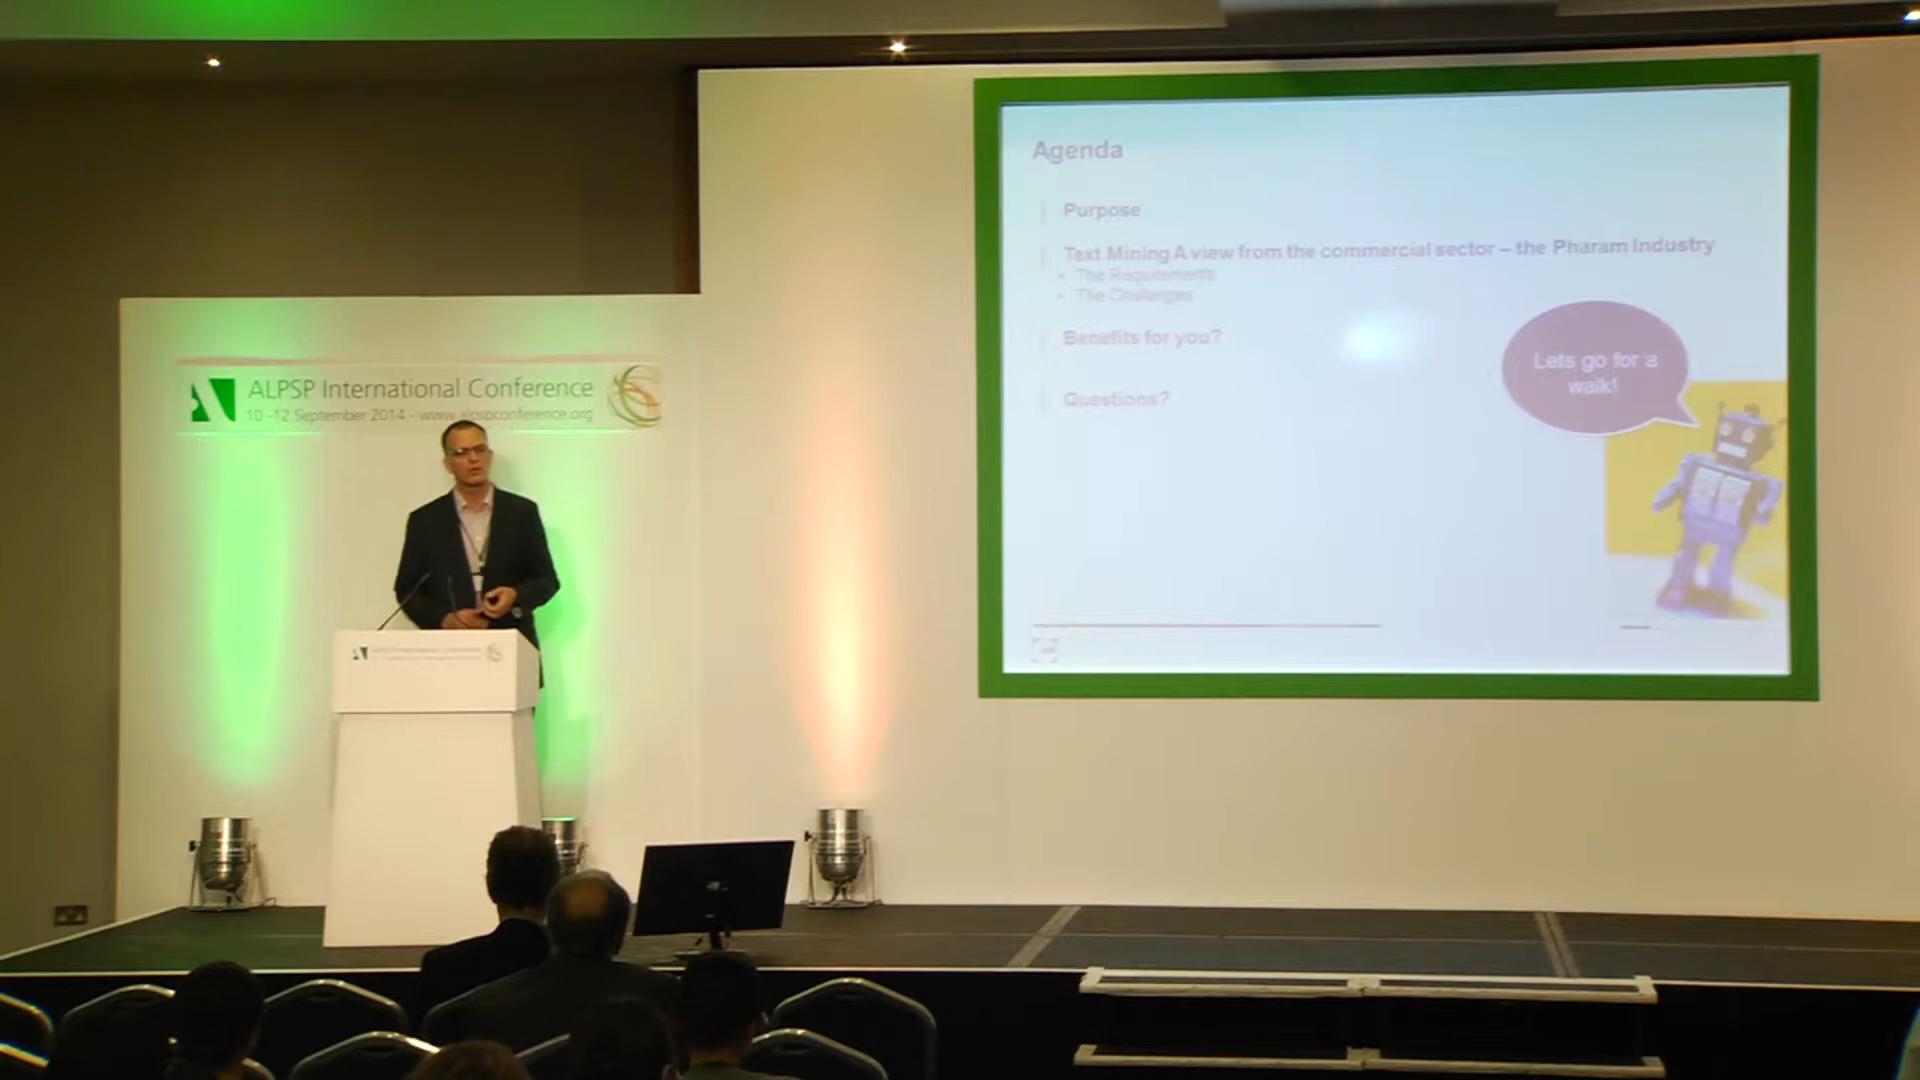 ALPSP International Conference
10 -12 September 2014 - www.alpspconference.org
Agenda
Purpose
Text Mining A view from the commercial sector – the Pharam Industry
• The Requirements
• The Challenges
Benefits for you?
Questions?
Lets go for a
walk!